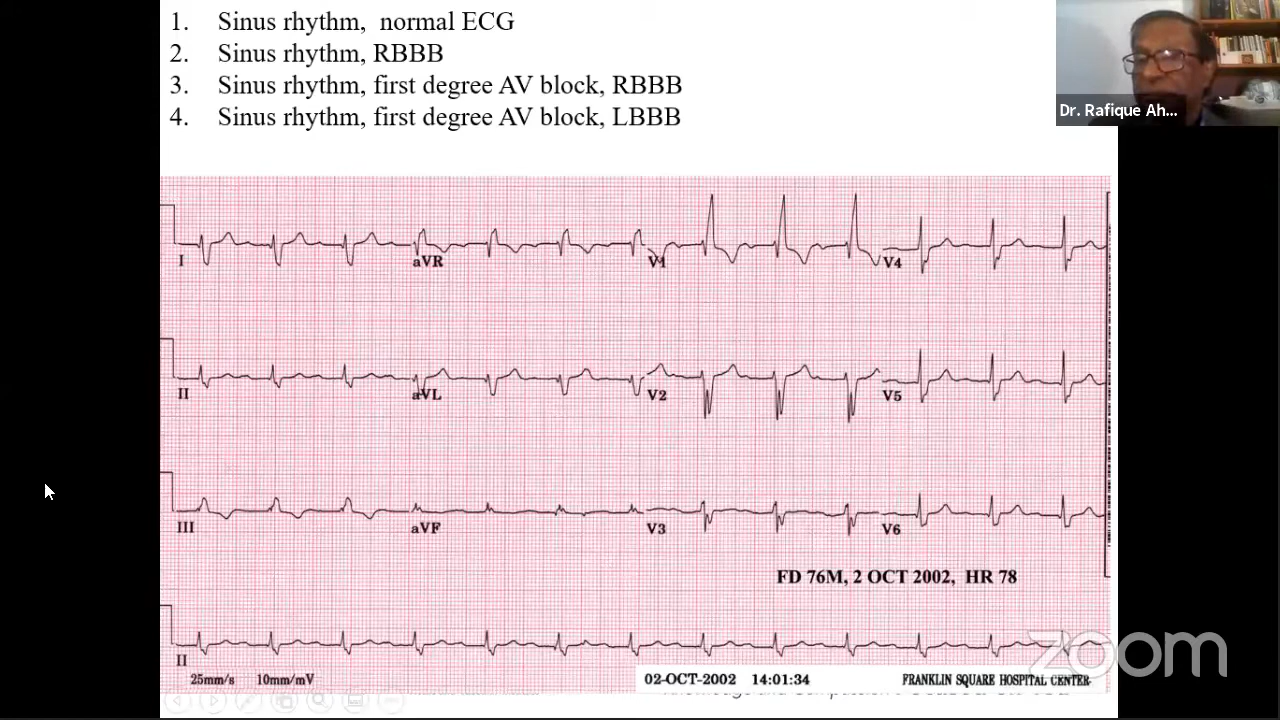 1. Sinus rhythm, normal ECG
2. Sinus rhythm, RBBB
3. Sinus rhythm, first degree AV block, RBBB
4. Sinus rhythm, first degree AV block, LBBB
Dr. Rafique Ah...
I aVR V1 V4
II aVL V2 V5
III aVF V3 V6
FD 76M, 2 OCT 2002, HR 78
II
zoom
25mm/s 10mm/mV 02-OCT-2002 14:01:34 FRANKLIN SQUARE HOSPITAL CENTER